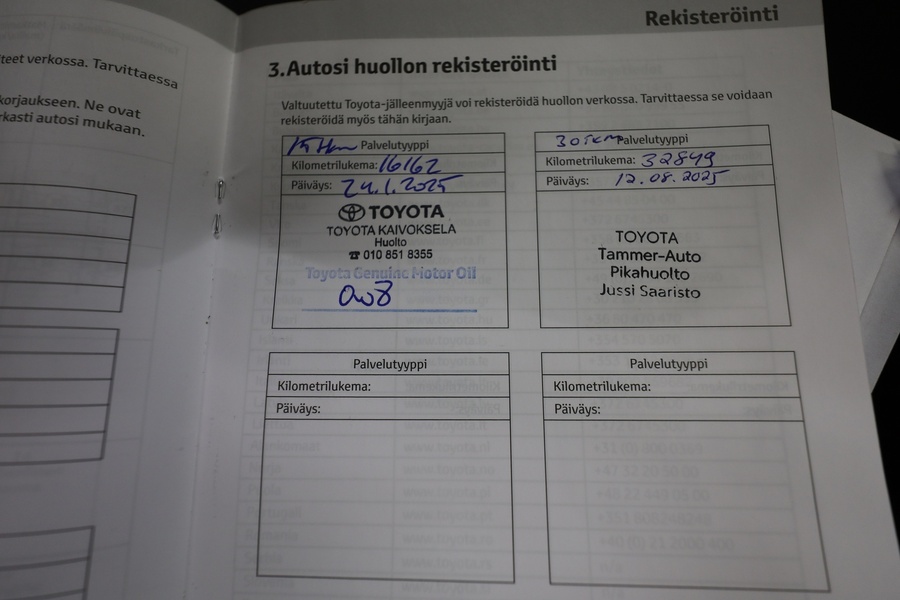 Rekisteröinti
teet verkossa. Tarvittaessa
korjaukseen. Ne ovat
rkasti autosi mukaan.
3.Autosi huollon rekisteröinti
Valtuutettu Toyota-jälleenmyyjä voi rekisteröidä huollon verkossa. Tarvittaessa se voidaan
rekisteröidä myös tähän kirjaan.
Palvelutyyppi
Kilometrilukema: 16162
Päiväys: 24.1.2025
TOYOTA
TOYOTA KAIVOKSELA
Huolto
☎ 010 851 8355
Toyota Genuine Motor Oil
0w8
Palvelutyyppi
Kilometrilukema: 32849
Päiväys: 12.08.2025
TOYOTA
Tammer-Auto
Pikahuolto
Jussi Saaristo
Palvelutyyppi
Kilometrilukema:
Päiväys:
Palvelutyyppi
Kilometrilukema:
Päiväys: